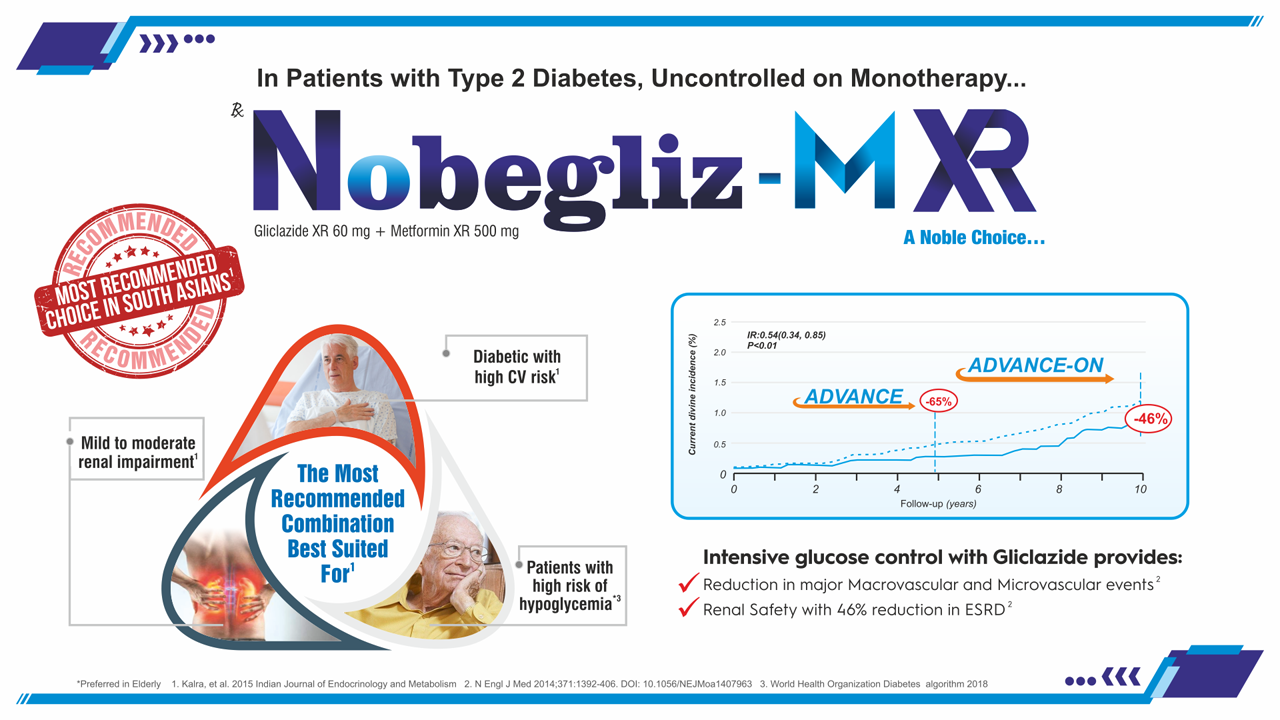 In Patients with Type 2 Diabetes, Uncontrolled on Monotherapy...
℞
Nobegliz-M XR
Gliclazide XR 60 mg + Metformin XR 500 mg
A Noble Choice...
RECOMMENDED
MOST RECOMMENDED
CHOICE IN SOUTH ASIANS1
RECOMMENDED
Diabetic with
high CV risk1
Mild to moderate
renal impairment1
The Most
Recommended
Combination
Best Suited
For1
Patients with
high risk of
hypoglycemia*3
Current divine incidence (%)
2.5
2.0
1.5
1.0
0.5
0
IR:0.54(0.34, 0.85)
P<0.01
ADVANCE
-65%
ADVANCE-ON
-46%
0 2 4 6 8 10
Follow-up (years)
Intensive glucose control with Gliclazide provides:
Reduction in major Macrovascular and Microvascular events2
Renal Safety with 46% reduction in ESRD2
*Preferred in Elderly 1. Kalra, et al. 2015 Indian Journal of Endocrinology and Metabolism 2. N Engl J Med 2014;371:1392-406. DOI: 10.1056/NEJMoa1407963 3. World Health Organization Diabetes algorithm 2018